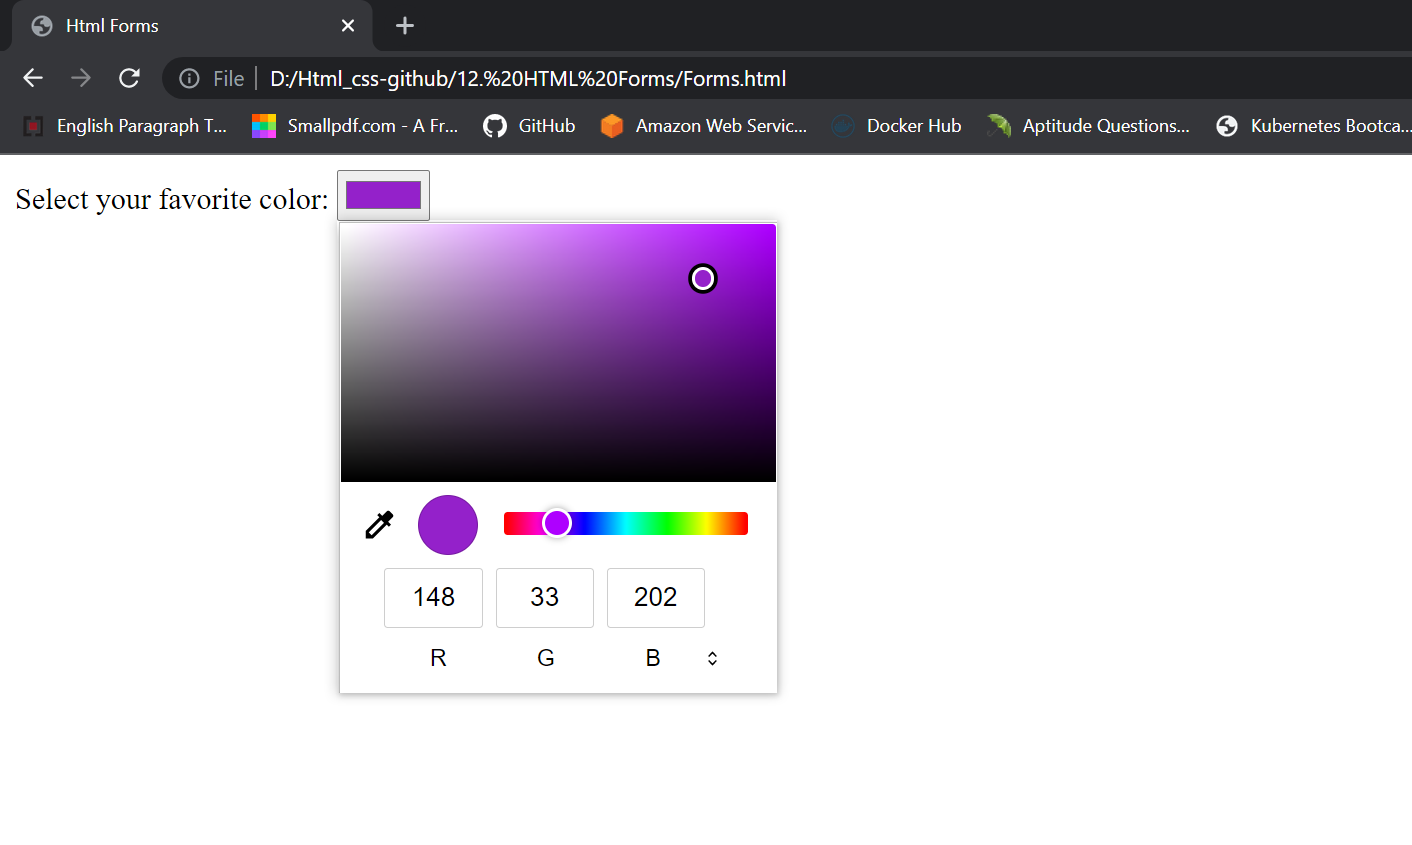 Html Forms
File D:/Html_css-github/12.%20HTML%20Forms/Forms.html
English Paragraph T... Smallpdf.com - A Fr... GitHub Amazon Web Servic... Docker Hub Aptitude Questions... Kubernetes Bootca...
Select your favorite color:
148 33 202
R G B